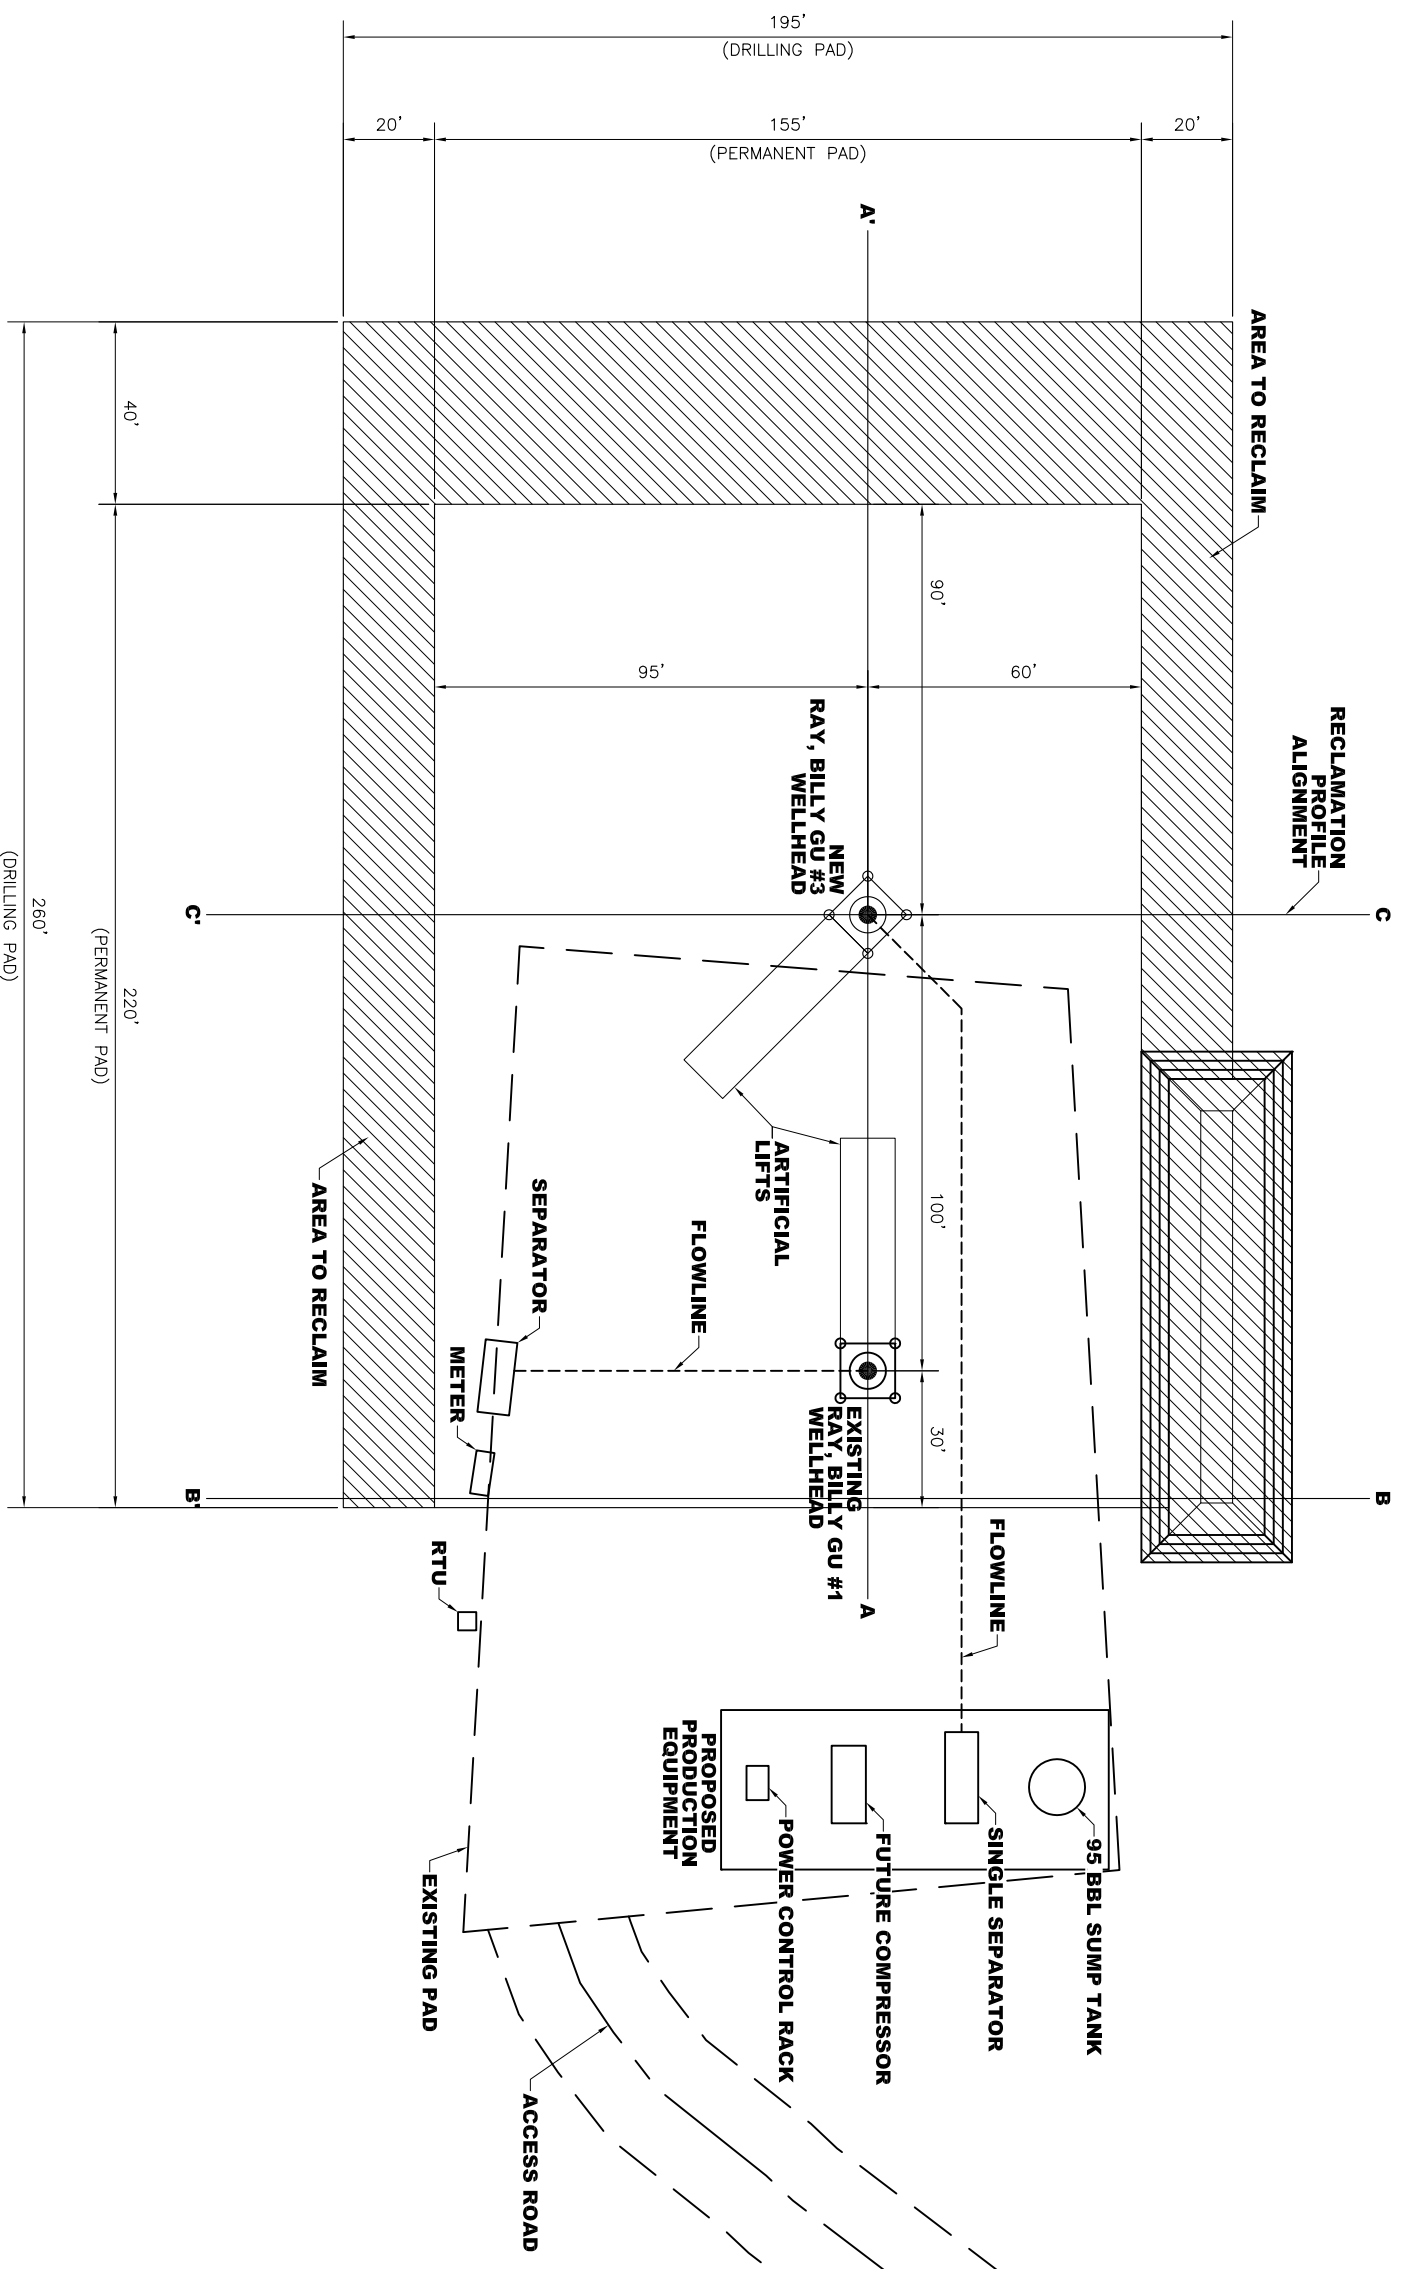 195'
(DRILLING PAD)
20'
155'
(PERMANENT PAD)
20'
A'
AREA TO RECLAIM
40'
90'
95'
60'
RECLAMATION
PROFILE
ALIGNMENT
NEW
RAY, BILLY GU #3
WELLHEAD
C'
C
260'
(DRILLING PAD)
220'
(PERMANENT PAD)
ARTIFICIAL
LIFTS
100'
AREA TO RECLAIM
SEPARATOR
FLOWLINE
METER
EXISTING
RAY, BILLY GU #1
WELLHEAD
30'
B'
B
A
RTU
FLOWLINE
PROPOSED
PRODUCTION
EQUIPMENT
POWER CONTROL RACK
FUTURE COMPRESSOR
SINGLE SEPARATOR
95 BBL SUMP TANK
EXISTING PAD
ACCESS ROAD